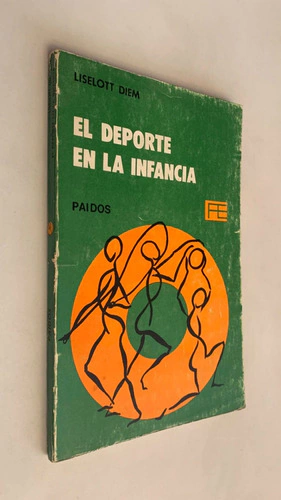 LISELOTT DIEM
EL DEPORTE
EN LA INFANCIA
PAIDOS